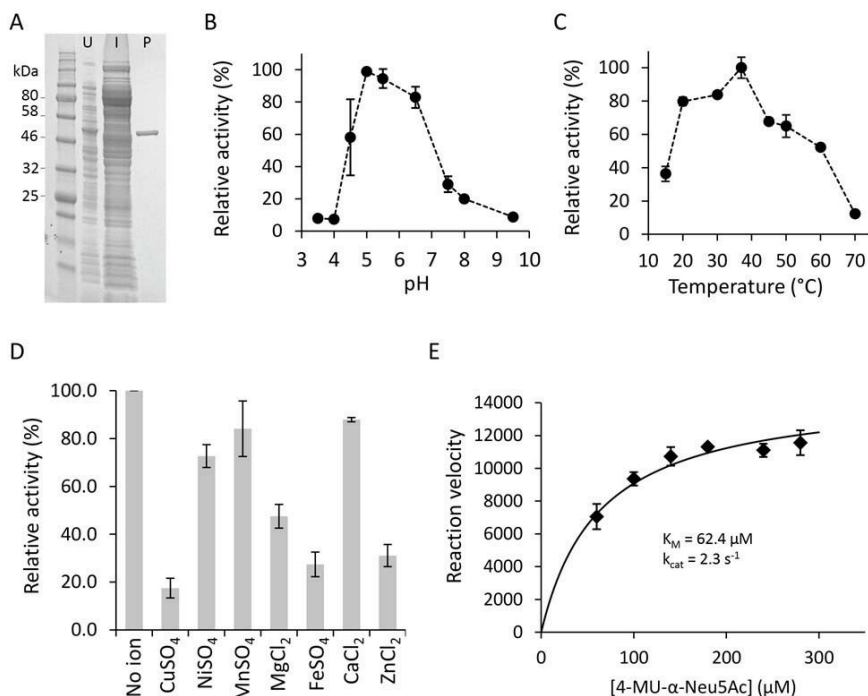 A
U I P
kDa
80
58
46
32
25
B
Relative activity (%)
120
100
80
60
40
20
0
3 4 5 6 7 8 9 10
pH
C
Relative activity (%)
120
100
80
60
40
20
0
10 20 30 40 50 60 70
Temperature (°C)
D
Relative activity (%)
100.0
80.0
60.0
40.0
20.0
0.0
No ion
CuSO₄
NiSO₄
MnSO₄
MgCl₂
FeSO₄
CaCl₂
ZnCl₂
E
Reaction velocity
14000
12000
10000
8000
6000
4000
2000
0
K_M = 62.4 µM
k_cat = 2.3 s⁻¹
0 100 200 300
[4-MU-α-Neu5Ac] (µM)